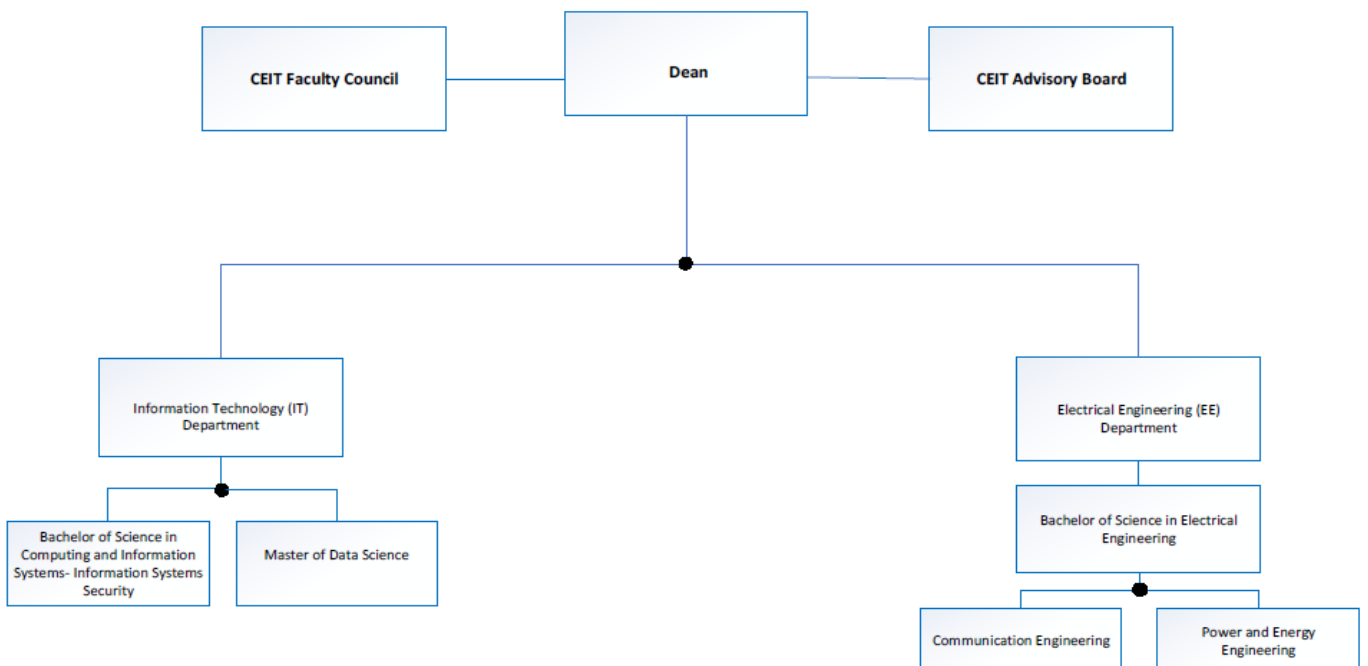 CEIT Faculty Council
Dean
CEIT Advisory Board
Information Technology (IT)
Department
Electrical Engineering (EE)
Department
Bachelor of Science in
Computing and Information
Systems- Information Systems
Security
Master of Data Science
Bachelor of Science in Electrical
Engineering
Communication Engineering
Power and Energy
Engineering